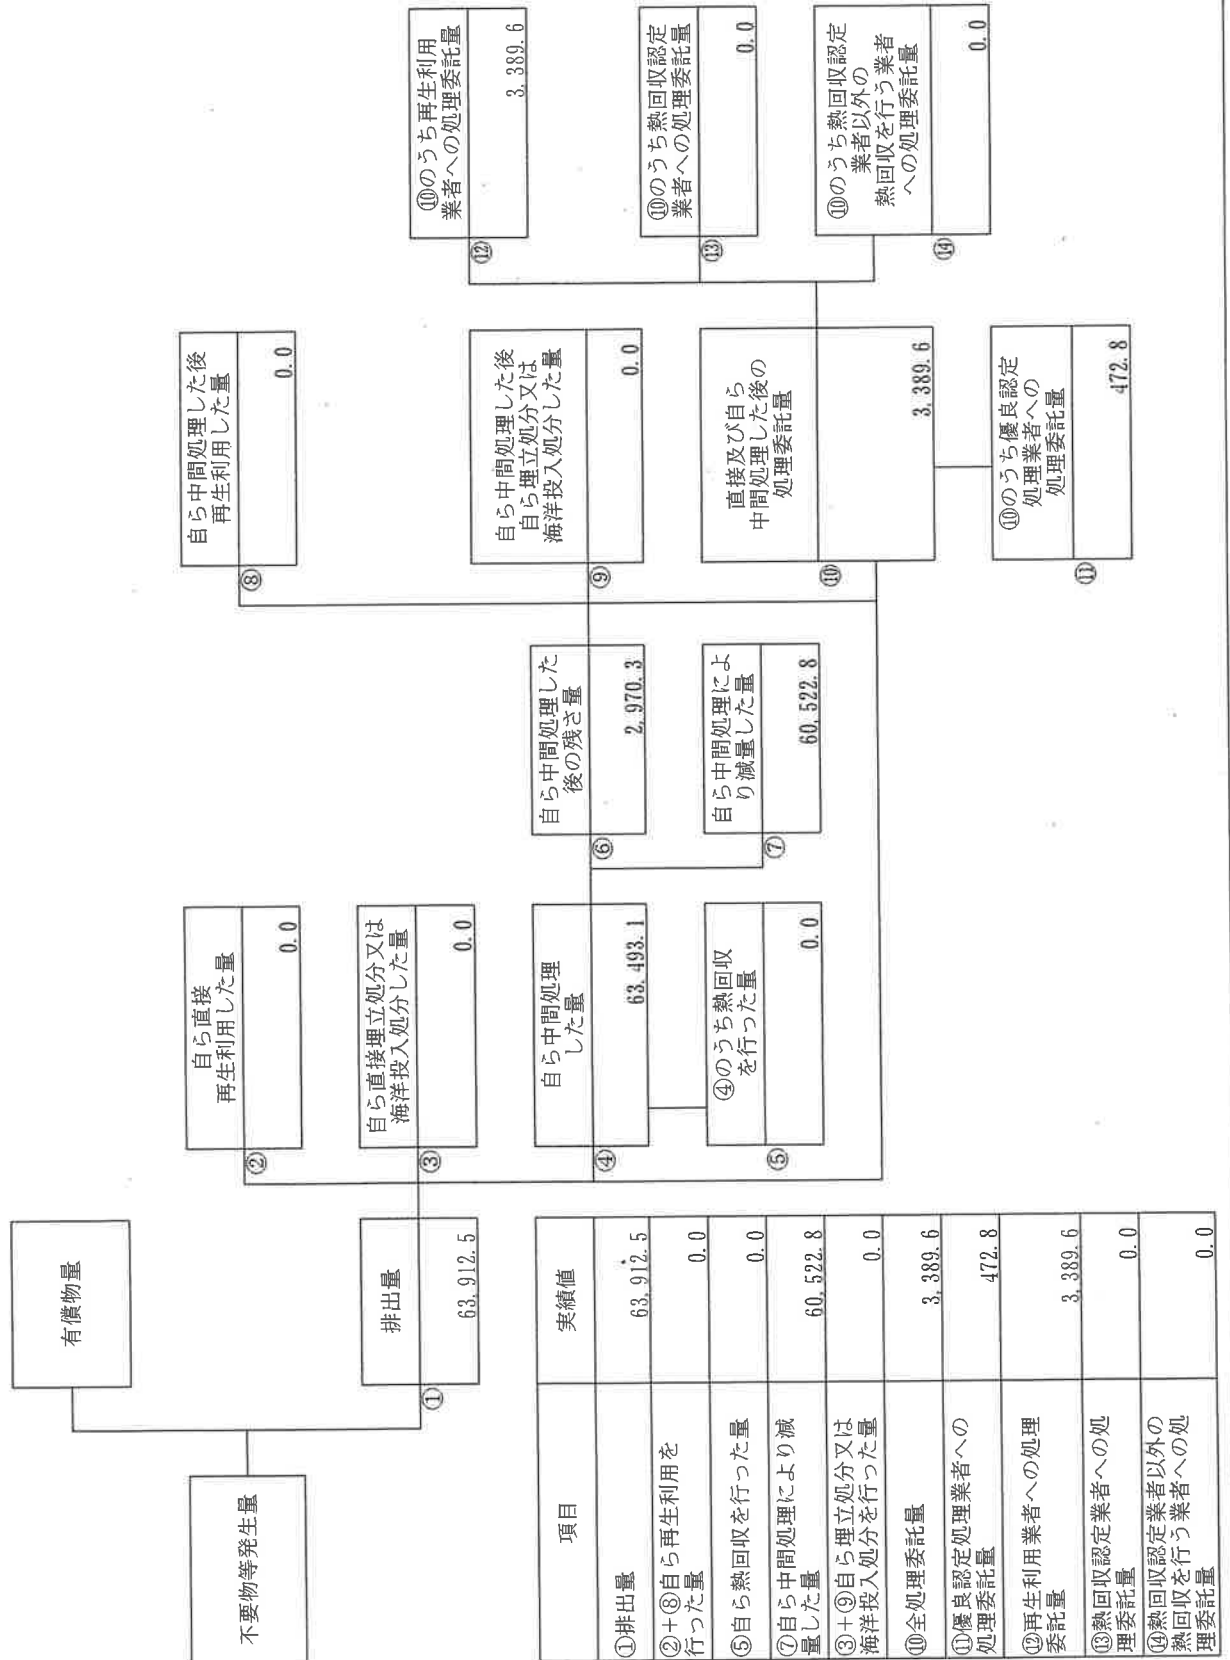 不要物等発生量
有償物量
排出量
①
63,912.5
自ら直接
再生利用した量
②
0.0
自ら直接埋立処分又は
海洋投入処分した量
③
0.0
自ら中間処理
した量
④
63,493.1
④のうち熱回収
を行った量
⑤
0.0
自ら中間処理した
後の残さ量
⑥
2,970.3
自ら中間処理によ
り減量した量
⑦
60,522.8
自ら中間処理した後
再生利用した量
⑧
0.0
自ら中間処理した後
自ら埋立処分又は
海洋投入処分した量
⑨
0.0
直接及び自ら
中間処理した後の
処理委託量
⑩
3,389.6
⑩のうち優良認定
処理業者への
処理委託量
⑪
472.8
⑩のうち再生利用
業者への処理委託量
⑫
3,389.6
⑩のうち熱回収認定
業者への処理委託量
⑬
0.0
⑩のうち熱回収認定
業者以外の
熱回収を行う業者
への処理委託量
⑭
0.0
項目 実績値
①排出量 63,912.5
②+⑧自ら再生利用を
行った量 0.0
⑤自ら熱回収を行った量 0.0
⑦自ら中間処理により減
量した量 60,522.8
③+⑨自ら埋立処分又は
海洋投入処分を行った量 0.0
⑩全処理委託量 3,389.6
⑪優良認定処理業者への
処理委託量 472.8
⑫再生利用業者への処理
委託量 3,389.6
⑬熱回収認定業者への処
理委託量 0.0
⑭熱回収認定業者以外の
熱回収を行う業者への処
理委託量 0.0